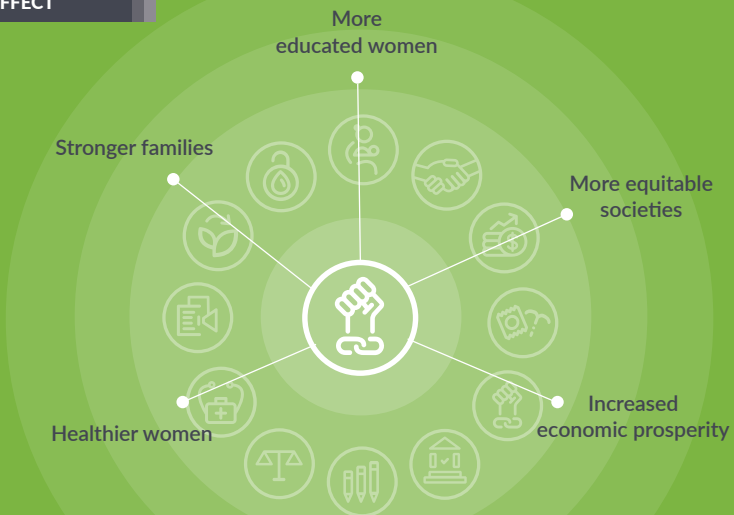 FFECT
More
educated women
Stronger families
More equitable
societies
Healthier women
Increased
economic prosperity